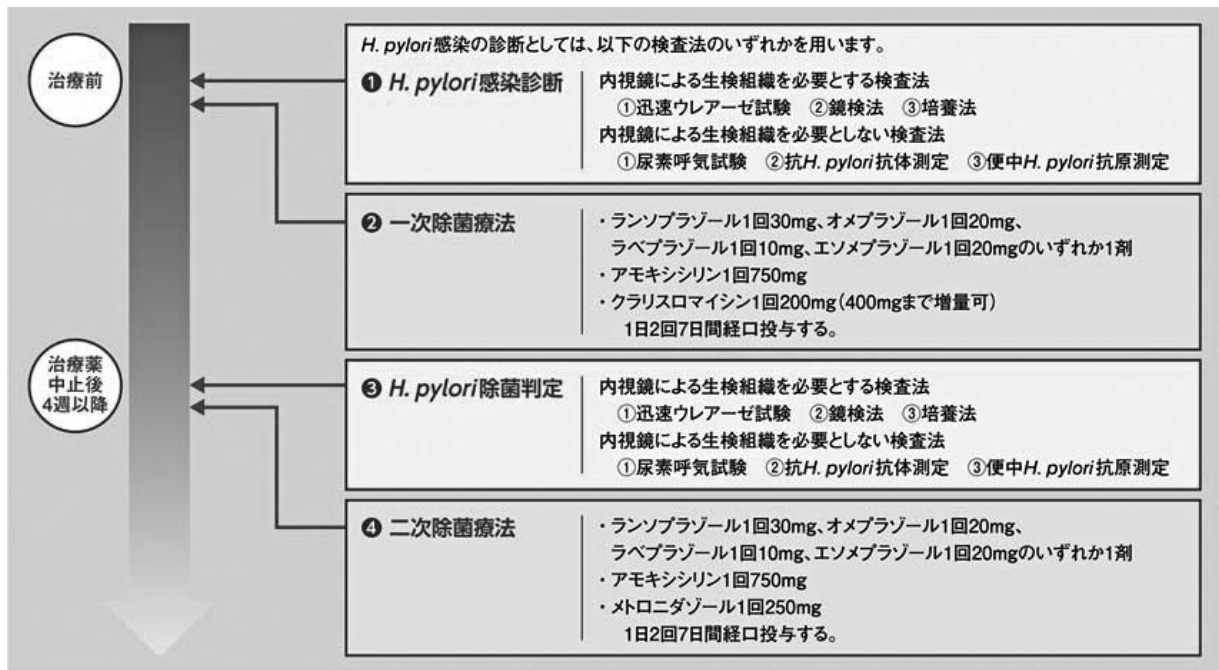 治療前
H. pylori感染の診断としては、以下の検査法のいずれかを用います。
❶ H. pylori感染診断
内視鏡による生検組織を必要とする検査法
①迅速ウレアーゼ試験 ②鏡検法 ③培養法
内視鏡による生検組織を必要としない検査法
①尿素呼気試験 ②抗H. pylori抗体測定 ③便中H. pylori抗原測定
❷ 一次除菌療法
・ランソプラゾール1回30mg、オメプラゾール1回20mg、
ラベプラゾール1回10mg、エソメプラゾール1回20mgのいずれか1剤
・アモキシシリン1回750mg
・クラリスロマイシン1回200mg(400mgまで増量可)
1日2回7日間経口投与する。
治療薬
中止後
4週以降
❸ H. pylori除菌判定
内視鏡による生検組織を必要とする検査法
①迅速ウレアーゼ試験 ②鏡検法 ③培養法
内視鏡による生検組織を必要としない検査法
①尿素呼気試験 ②抗H. pylori抗体測定 ③便中H. pylori抗原測定
❹ 二次除菌療法
・ランソプラゾール1回30mg、オメプラゾール1回20mg、
ラベプラゾール1回10mg、エソメプラゾール1回20mgのいずれか1剤
・アモキシシリン1回750mg
・メトロニダゾール1回250mg
1日2回7日間経口投与する。